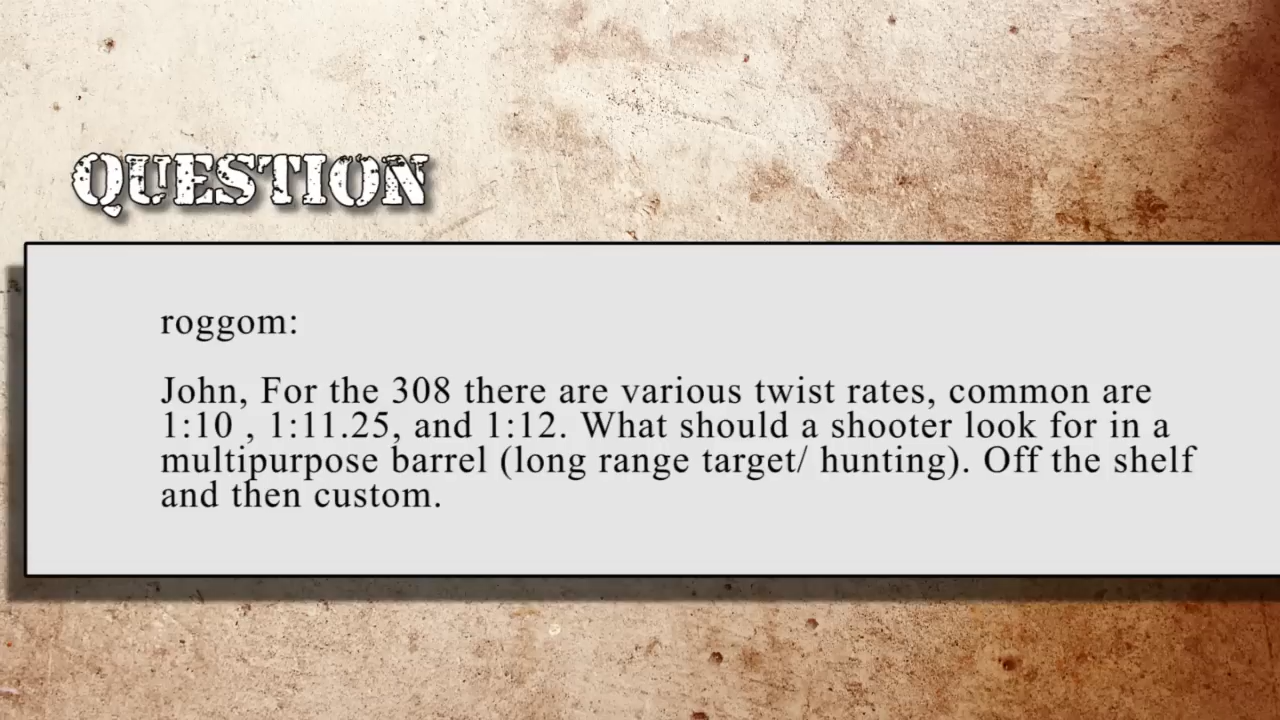 QUESTION
roggom:
John, For the 308 there are various twist rates, common are
1:10 , 1:11.25, and 1:12. What should a shooter look for in a
multipurpose barrel (long range target/ hunting). Off the shelf
and then custom.